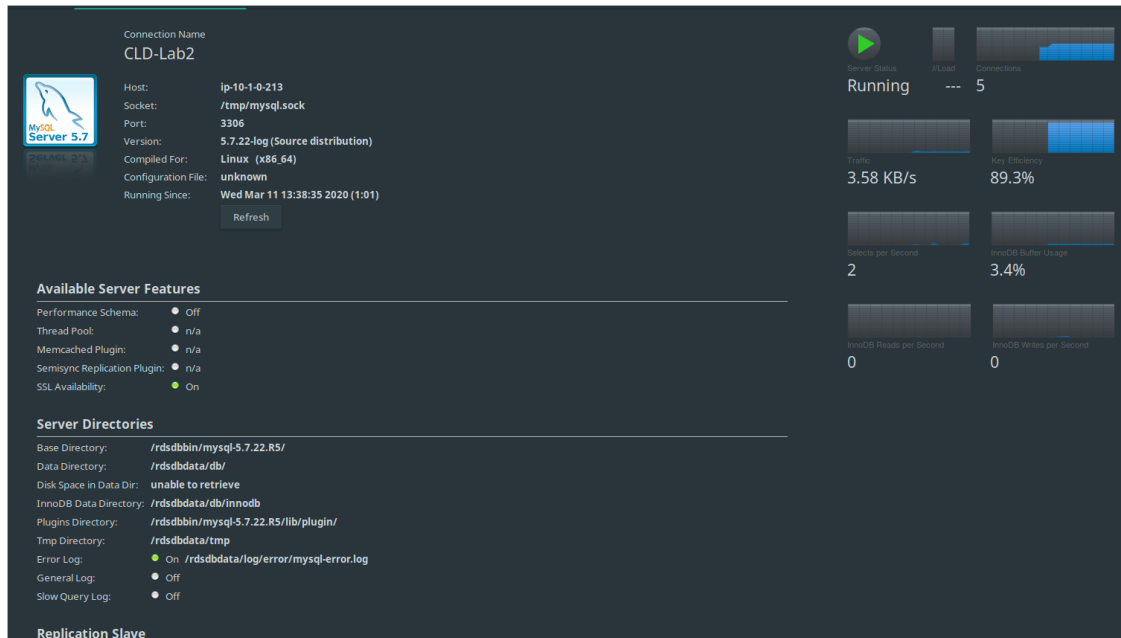 Connection Name
CLD-Lab2
MySQL
Server 5.7
Host: ip-10-1-0-213
Socket: /tmp/mysql.sock
Port: 3306
Version: 5.7.22-log (Source distribution)
Compiled For: Linux (x86_64)
Configuration File: unknown
Running Since: Wed Mar 11 13:38:35 2020 (1:01)
Refresh
Available Server Features
Performance Schema: Off
Thread Pool: n/a
Memcached Plugin: n/a
Semisync Replication Plugin: n/a
SSL Availability: On
Server Directories
Base Directory: /rdsdbbin/mysql-5.7.22.R5/
Data Directory: /rdsdbdata/db/
Disk Space in Data Dir: unable to retrieve
InnoDB Data Directory: /rdsdbdata/db/innodb
Plugins Directory: /rdsdbbin/mysql-5.7.22.R5/lib/plugin/
Tmp Directory: /rdsdbdata/tmp
Error Log: On /rdsdbdata/log/error/mysql-error.log
General Log: Off
Slow Query Log: Off
Replication Slave
Server Status //Load Connections
Running --- 5
Traffic Key Efficiency
3.58 KB/s 89.3%
Selects per Second InnoDB Buffer Usage
2 3.4%
InnoDB Reads per Second InnoDB Writes per Second
0 0